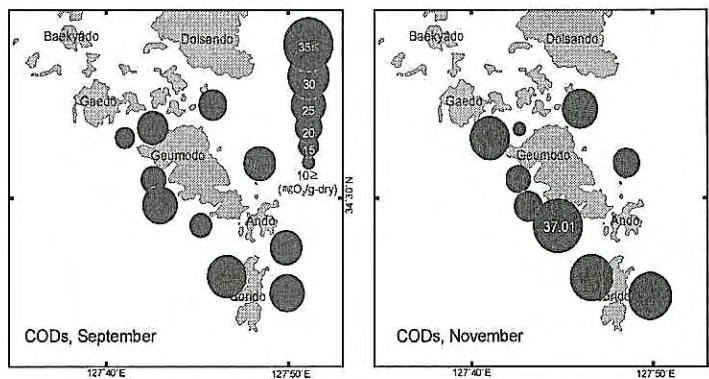 Baekyado
Dolsando
Gaedo
Geumodo
Ando
Sorido
35≤
30
25
20
15
10≥
(mgO₂/g-dry)
CODs, September
127°40´E
127°50´E
34°30´N
Baekyado
Dolsando
Gaedo
Geumodo
Ando
37.01
CODs, November
127°40´E
127°50´E